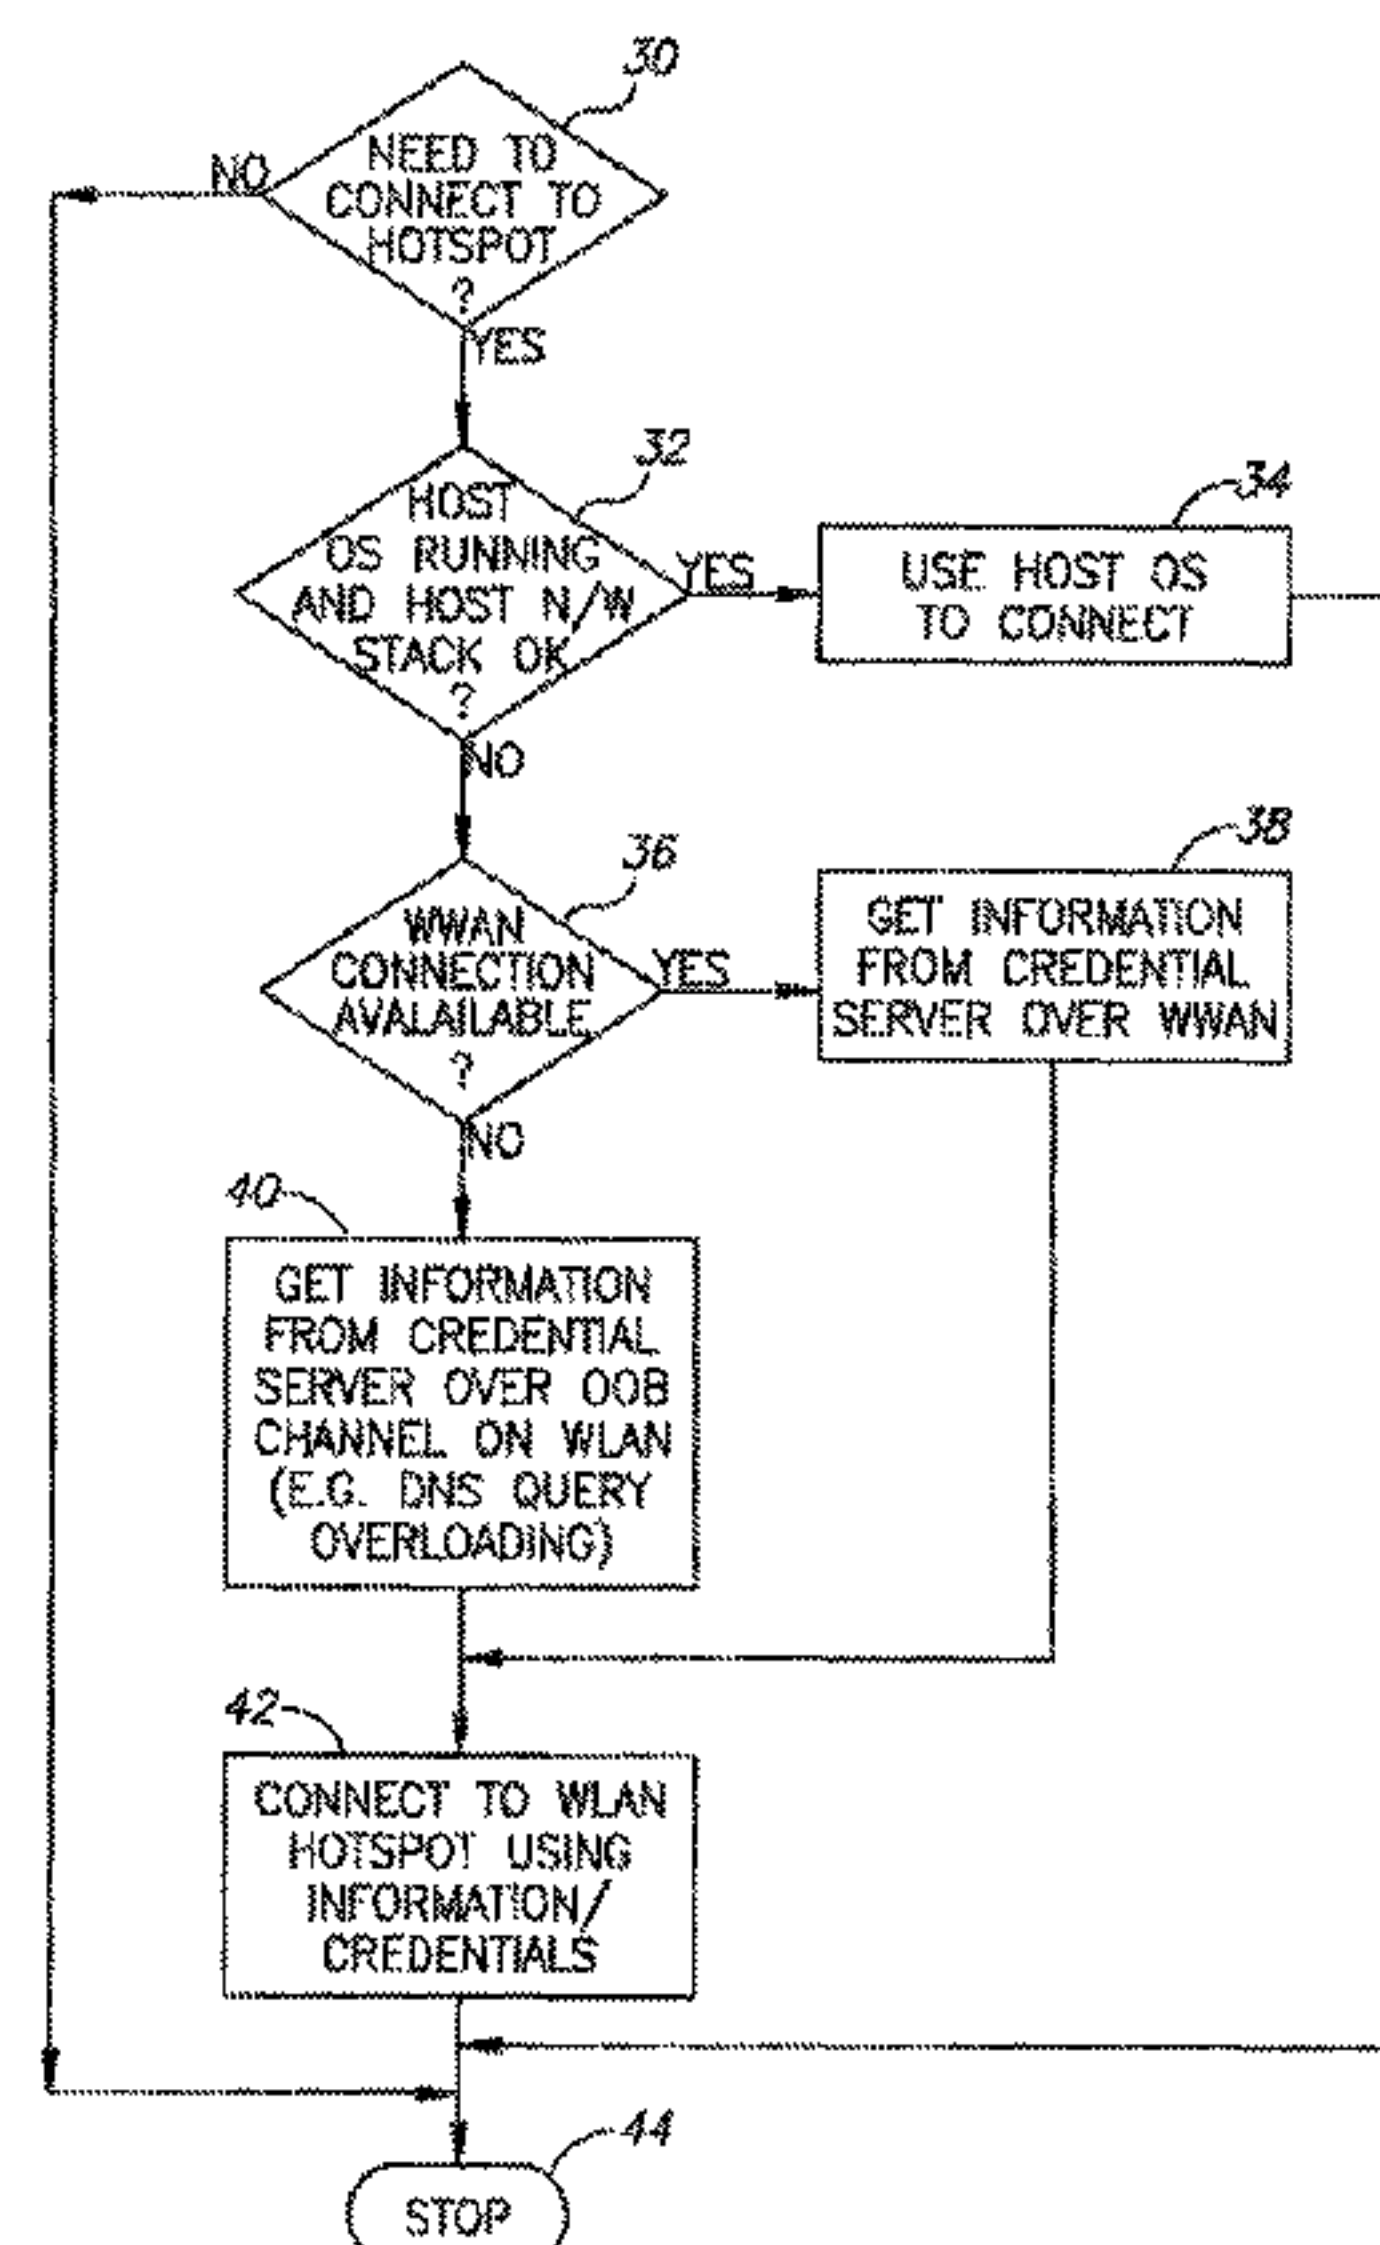 30
NEED TO
CONNECT TO
HOTSPOT
?
NO
YES
32
HOST
OS RUNNING
AND HOST N/W
STACK OK
?
YES
NO
34
USE HOST OS
TO CONNECT
36
WWAN
CONNECTION
AVALAILABLE
?
YES
NO
38
GET INFORMATION
FROM CREDENTIAL
SERVER OVER WWAN
40
GET INFORMATION
FROM CREDENTIAL
SERVER OVER OOB
CHANNEL ON WLAN
(E.G. DNS QUERY
OVERLOADING)
42
CONNECT TO WLAN
HOTSPOT USING
INFORMATION/
CREDENTIALS
44
STOP